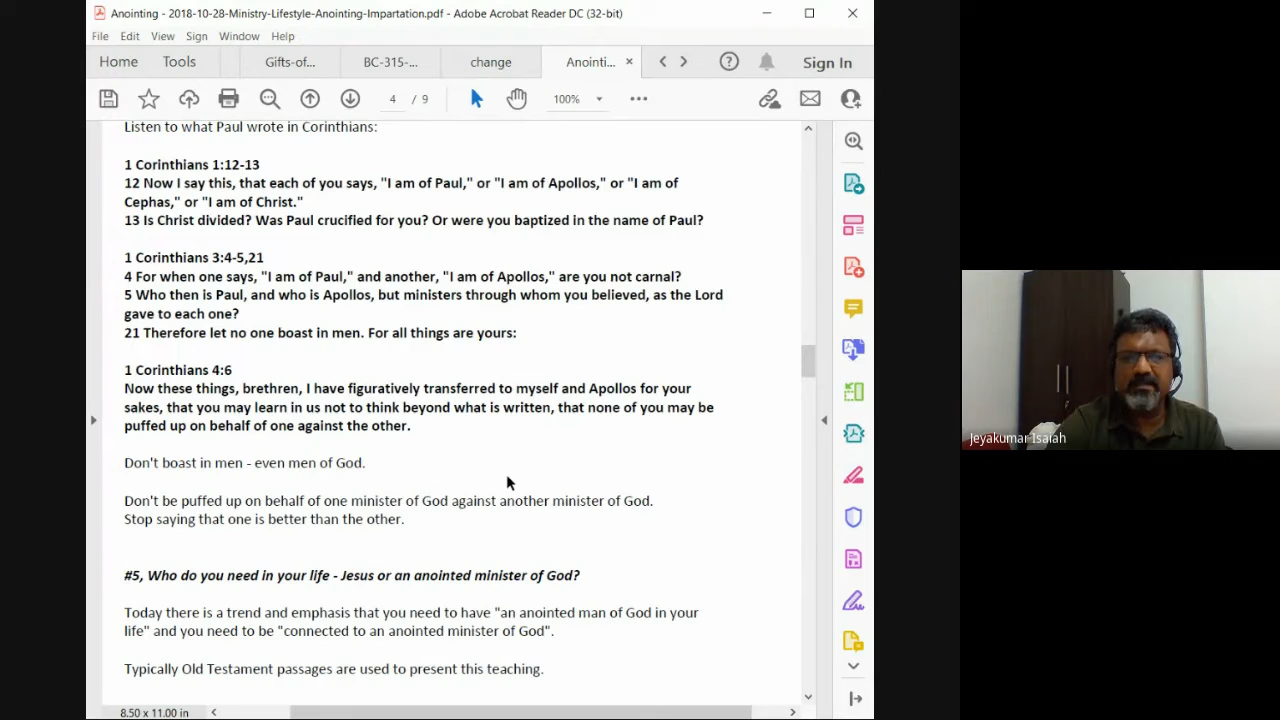 Anointing - 2018-10-28-Ministry-Lifestyle-Anointing-Impartation.pdf - Adobe Acrobat Reader DC (32-bit)
File Edit View Sign Window Help
Home Tools Gifts-of... BC-315-... change Anointi... × Sign In
4 / 9 100%
Listen to what Paul wrote in Corinthians:
1 Corinthians 1:12-13
12 Now I say this, that each of you says, "I am of Paul," or "I am of Apollos," or "I am of
Cephas," or "I am of Christ."
13 Is Christ divided? Was Paul crucified for you? Or were you baptized in the name of Paul?
1 Corinthians 3:4-5,21
4 For when one says, "I am of Paul," and another, "I am of Apollos," are you not carnal?
5 Who then is Paul, and who is Apollos, but ministers through whom you believed, as the Lord
gave to each one?
21 Therefore let no one boast in men. For all things are yours:
1 Corinthians 4:6
Now these things, brethren, I have figuratively transferred to myself and Apollos for your
sakes, that you may learn in us not to think beyond what is written, that none of you may be
puffed up on behalf of one against the other.
Don't boast in men - even men of God.
Don't be puffed up on behalf of one minister of God against another minister of God.
Stop saying that one is better than the other.
#5, Who do you need in your life - Jesus or an anointed minister of God?
Today there is a trend and emphasis that you need to have "an anointed man of God in your
life" and you need to be "connected to an anointed minister of God".
Typically Old Testament passages are used to present this teaching.
8.50 x 11.00 in
Jeyakumar Isaiah